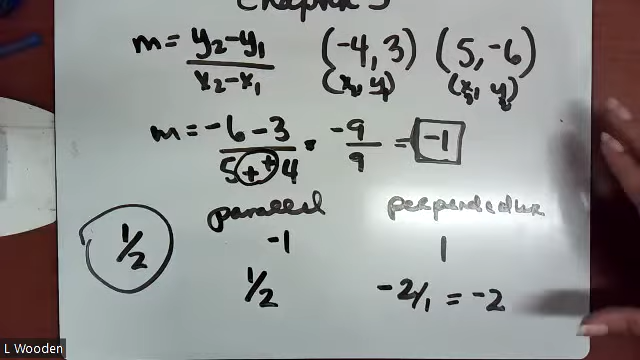 Chapter 3
m = y₂-y₁ / x₂-x₁ (-4, 3) (5, -6)
(x₁, y₁) (x₂, y₂)
m = -6 - 3 / 5 + + 4 = -9 / 9 = -1
parallel perpendicular
1/2 -1 1
1/2 -2/1 = -2
L Wooden